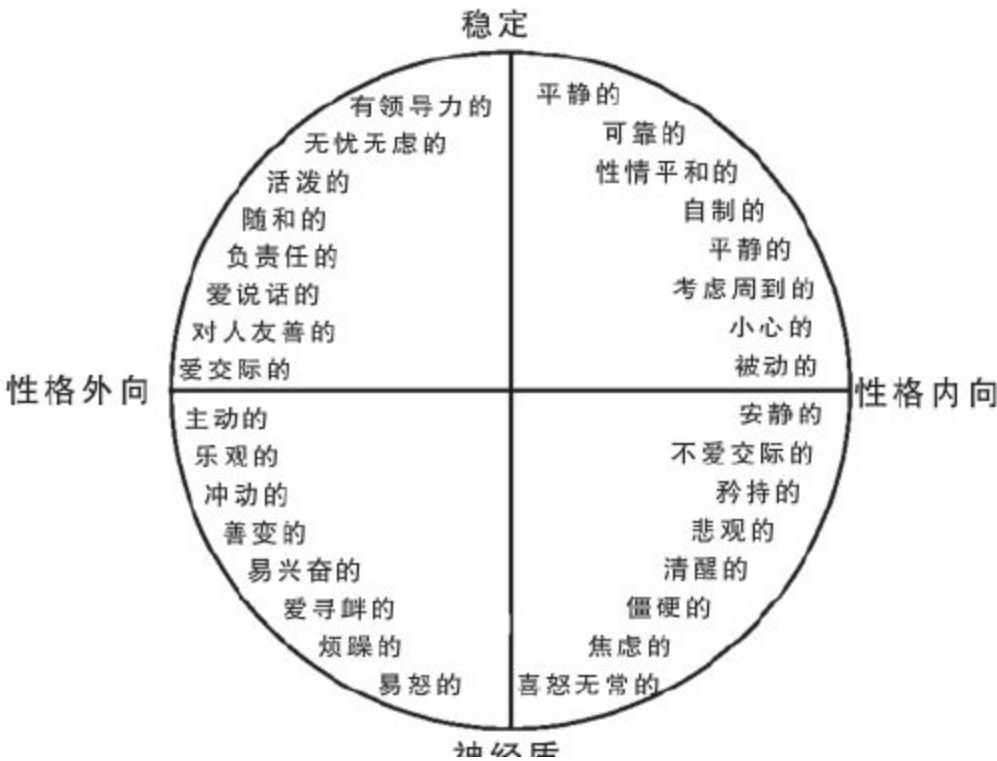 稳定
有领导力的
无忧无虑的
活泼的
随和的
负责任的
爱说话的
对人友善的
爱交际的
平静的
可靠的
性情平和的
自制的
平静的
考虑周到的
小心的
被动的
性格外向
性格内向
主动的
乐观的
冲动的
善变的
易兴奋的
爱寻衅的
烦躁的
易怒的
安静的
不爱交际的
矜持的
悲观的
清醒的
僵硬的
焦虑的
喜怒无常的
神经质